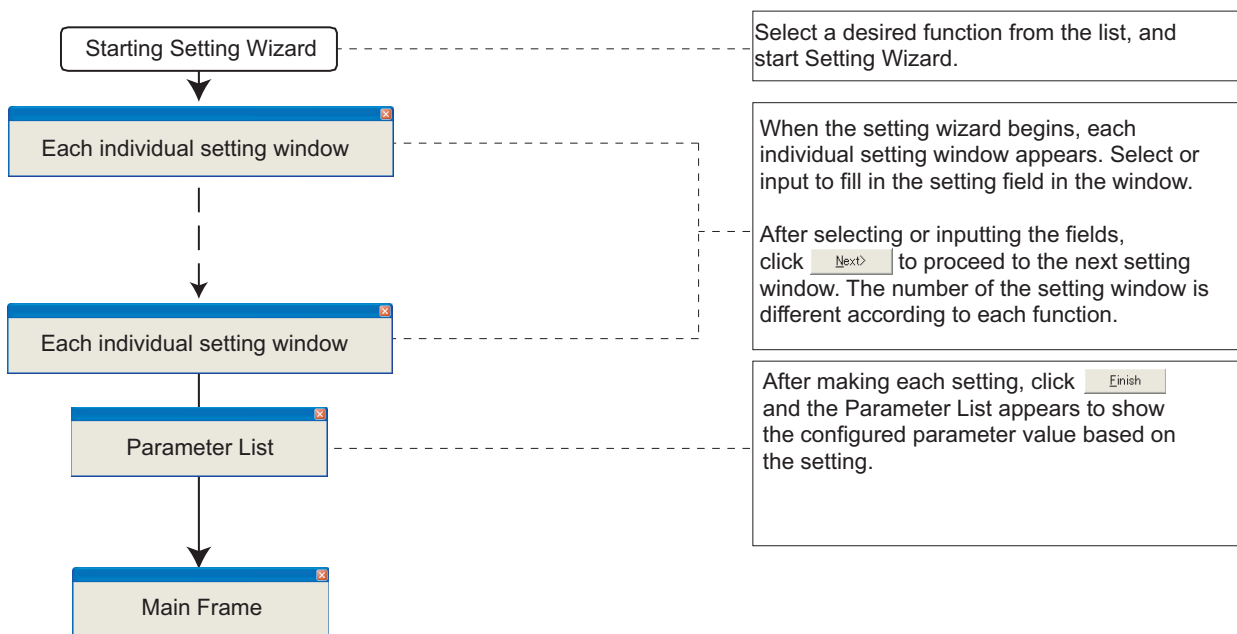 Starting Setting Wizard
Select a desired function from the list, and
start Setting Wizard.
Each individual setting window
When the setting wizard begins, each
individual setting window appears. Select or
input to fill in the setting field in the window.
After selecting or inputting the fields,
click Next> to proceed to the next setting
window. The number of the setting window is
different according to each function.
Each individual setting window
After making each setting, click Finish
and the Parameter List appears to show
the configured parameter value based on
the setting.
Parameter List
Main Frame